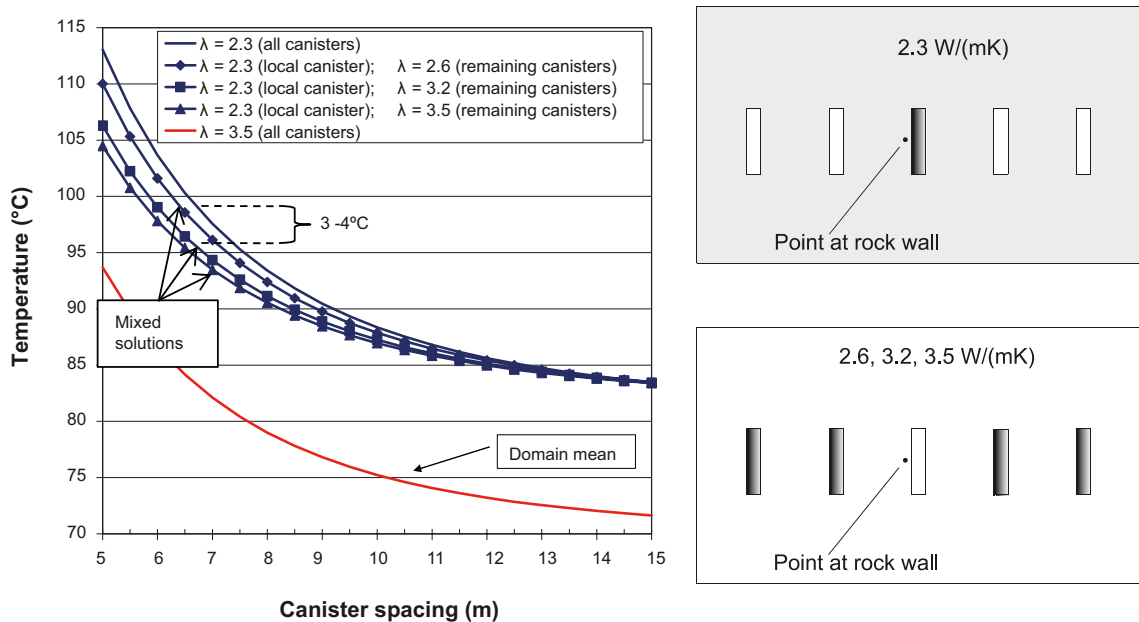 115
110
105
100
95
90
85
80
75
70
Temperature (°C)
λ = 2.3 (all canisters)
λ = 2.3 (local canister); λ = 2.6 (remaining canisters)
λ = 2.3 (local canister); λ = 3.2 (remaining canisters)
λ = 2.3 (local canister); λ = 3.5 (remaining canisters)
λ = 3.5 (all canisters)
3 -4ºC
Mixed
solutions
Domain mean
5 6 7 8 9 10 11 12 13 14 15
Canister spacing (m)
2.3 W/(mK)
Point at rock wall
2.6, 3.2, 3.5 W/(mK)
Point at rock wall